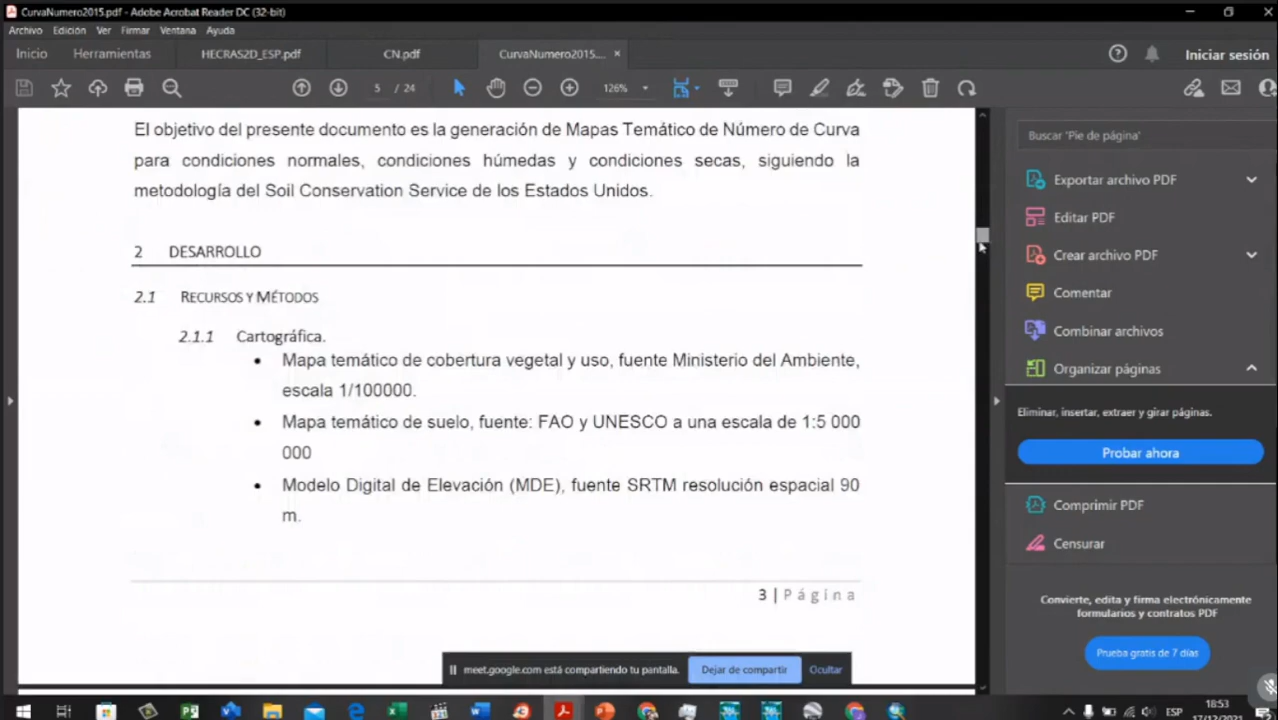 CurvaNumero2015.pdf - Adobe Acrobat Reader DC (32-bit)
Archivo Edición Ver Firmar Ventana Ayuda
Inicio Herramientas HECRAS2D_ESP.pdf CN.pdf CurvaNumero2015... × Iniciar sesión
5 / 24 126%
El objetivo del presente documento es la generación de Mapas Temático de Número de Curva
para condiciones normales, condiciones húmedas y condiciones secas, siguiendo la
metodología del Soil Conservation Service de los Estados Unidos.
2 DESARROLLO
2.1 RECURSOS Y MÉTODOS
2.1.1 Cartográfica.
• Mapa temático de cobertura vegetal y uso, fuente Ministerio del Ambiente,
escala 1/100000.
• Mapa temático de suelo, fuente: FAO y UNESCO a una escala de 1:5 000
000
• Modelo Digital de Elevación (MDE), fuente SRTM resolución espacial 90
m.
3 | Página
Buscar 'Pie de página'
Exportar archivo PDF
Editar PDF
Crear archivo PDF
Comentar
Combinar archivos
Organizar páginas
Eliminar, insertar, extraer y girar páginas.
Probar ahora
Comprimir PDF
Censurar
Convierte, edita y firma electrónicamente
formularios y contratos PDF
Prueba gratis de 7 días
meet.google.com está compartiendo tu pantalla. Dejar de compartir Ocultar
ESP 18:53
17/12/2021